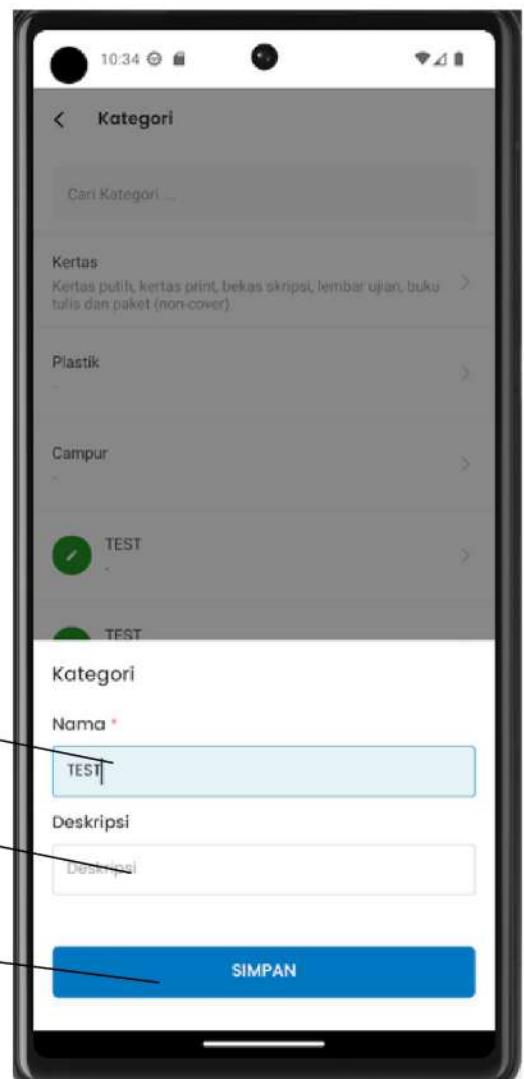 10:34
Kategori
Cari Kategori ...
Kertas
Kertas putih, kertas print, bekas skripsi, lembar ujian, buku
tulis dan paket (non-cover)
Plastik
-
Campur
-
TEST
-
TEST
Kategori
Nama *
TEST
Deskripsi
Deskripsi
SIMPAN